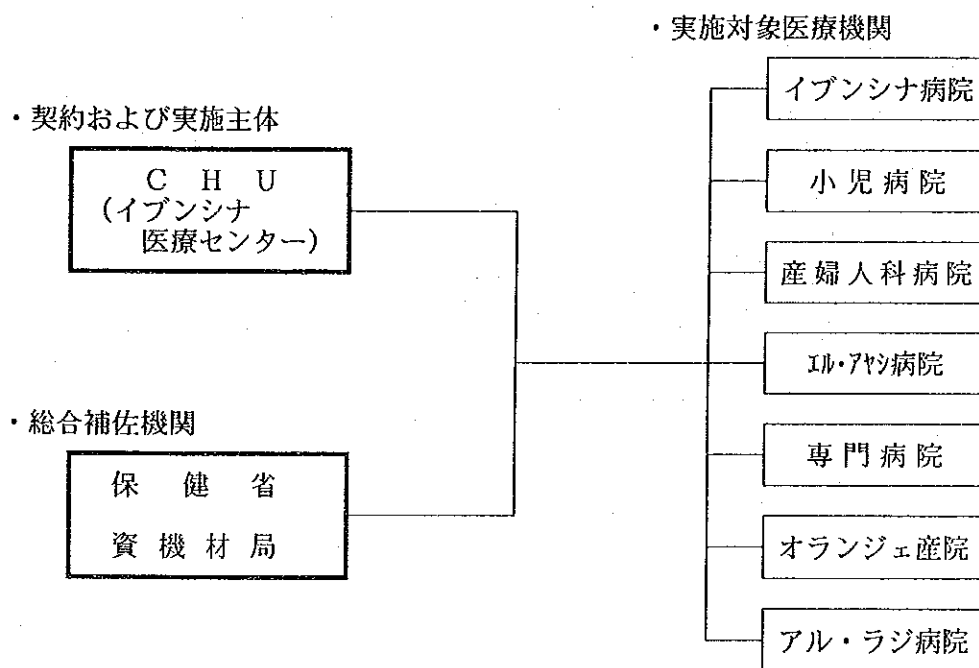 ・契約および実施主体
C H U
(イブンシナ
医療センター)
・総合補佐機関
保 健 省
資 機 材 局
・実施対象医療機関
イブンシナ病院
小 児 病 院
産 婦 人 科 病 院
ｴﾙ・ｱﾔｼ病院
専 門 病 院
オランジェ産院
アル・ラジ病院